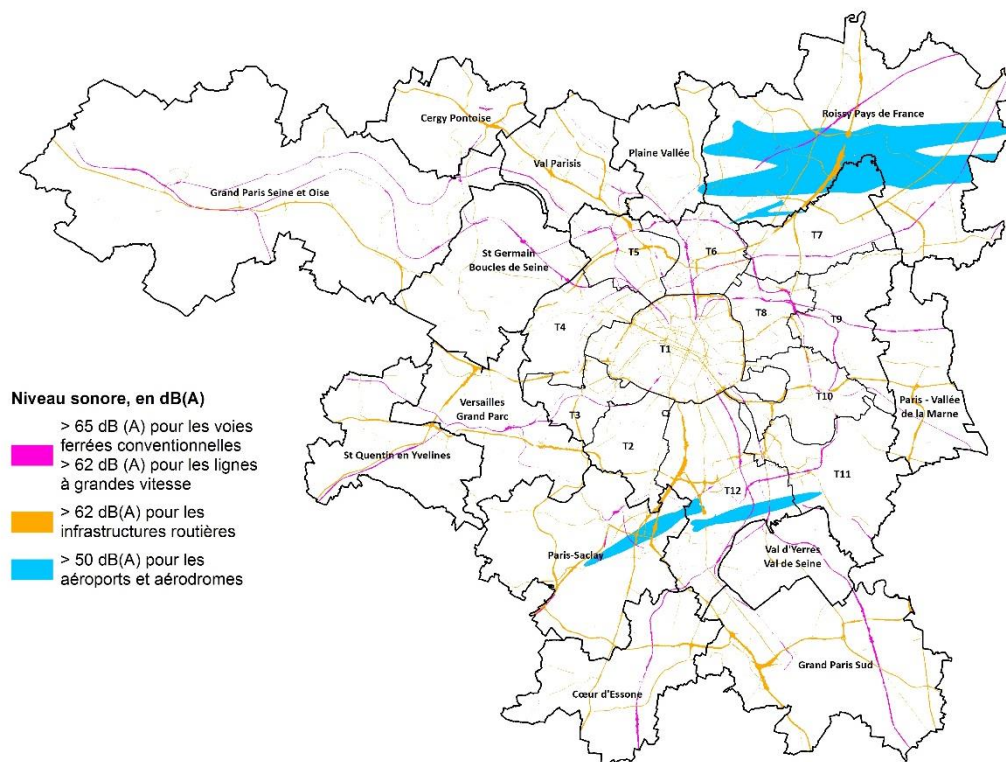 Cergy Pontoise
Roissy Pays de France
Val Parisis
Plaine Vallée
Grand Paris Seine et Oise
T7
St Germain
Boucles de Seine
T5
T6
T4
T8
T9
T1
Niveau sonore, en dB(A)
> 65 dB (A) pour les voies
ferrées conventionnelles
> 62 dB (A) pour les lignes
à grandes vitesse
> 62 dB(A) pour les
infrastructures routières
> 50 dB(A) pour les
aéroports et aérodromes
Versailles
Grand Parc
T3
T10
Paris - Vallée
de la Marne
St Quentin en Yvelines
T2
T12
T11
Paris-Saclay
Val d'Yerres
Val de Seine
Grand Paris Sud
Cœur d'Essone